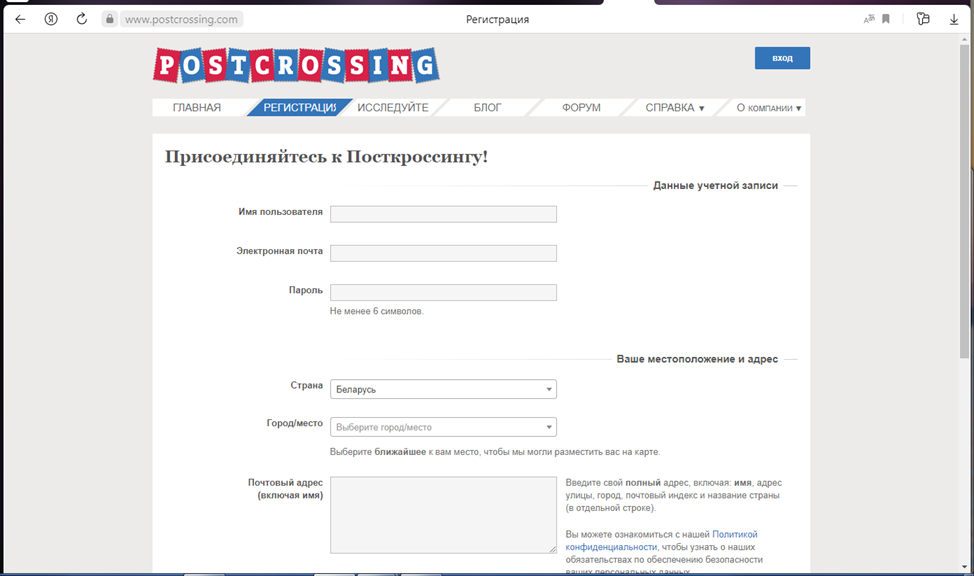 www.postcrossing.com
Регистрация
POSTCROSSING
вход
ГЛАВНАЯ РЕГИСТРАЦИЯ ИССЛЕДУЙТЕ БЛОГ ФОРУМ СПРАВКА ▼ О КОМПАНИИ ▼
Присоединяйтесь к Посткроссингу!
Данные учетной записи
Имя пользователя
Электронная почта
Пароль
Не менее 6 символов.
Ваше местоположение и адрес
Страна
Беларусь
Город/место
Выберите город/место
Выберите ближайшее к вам место, чтобы мы могли разместить вас на карте.
Почтовый адрес
(включая имя)
Введите свой полный адрес, включая: имя, адрес
улицы, город, почтовый индекс и название страны
(в отдельной строке).
Вы можете ознакомиться с нашей Политикой
конфиденциальности, чтобы узнать о наших
обязательствах по обеспечению безопасности
ваших персональных данных.